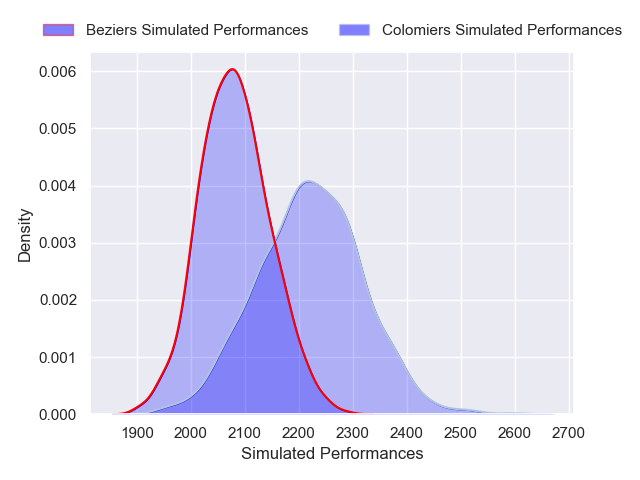 Beziers Simulated Performances
Colomiers Simulated Performances
0.006
0.005
0.004
0.003
0.002
0.001
0.000
Density
1900 2000 2100 2200 2300 2400 2500 2600 2700
Simulated Performances